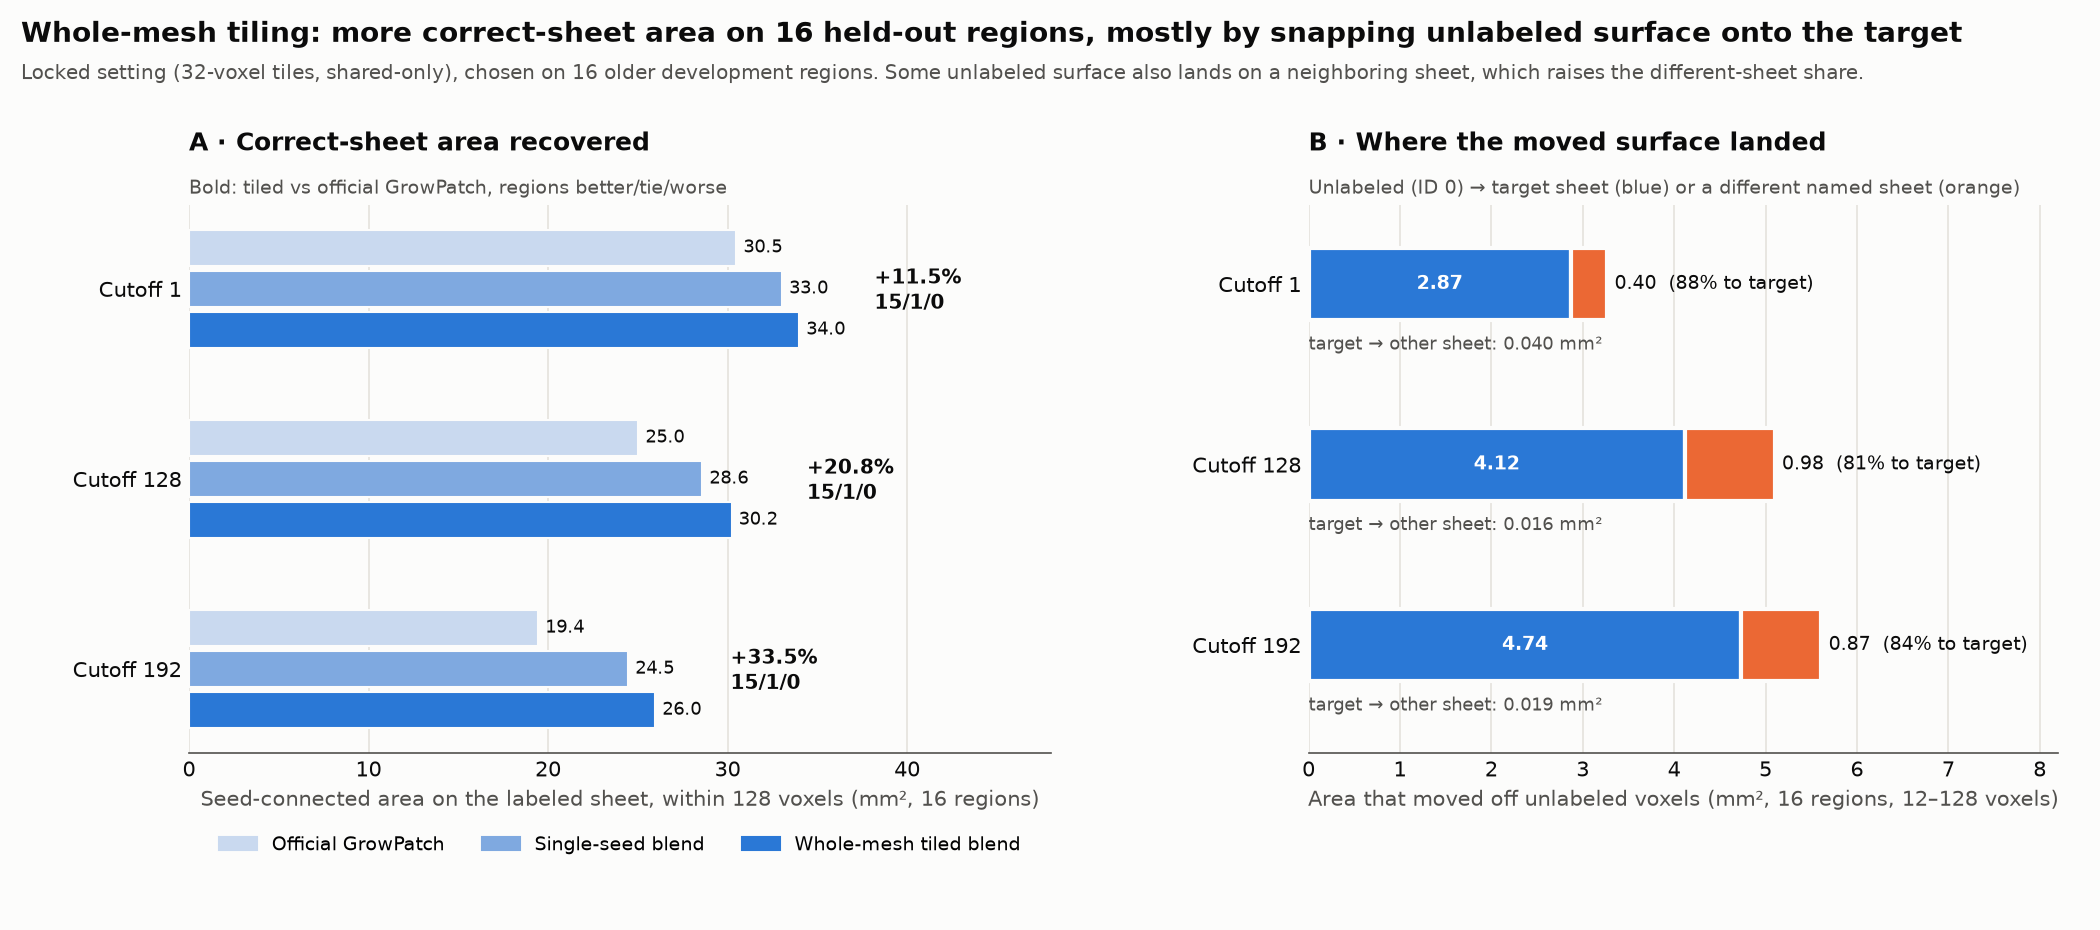 Whole-mesh tiling: more correct-sheet area on 16 held-out regions, mostly by snapping unlabeled surface onto the target
Locked setting (32-voxel tiles, shared-only), chosen on 16 older development regions. Some unlabeled surface also lands on a neighboring sheet, which raises the different-sheet share.
A · Correct-sheet area recovered
Bold: tiled vs official GrowPatch, regions better/tie/worse
Cutoff 1
30.5
33.0
34.0
+11.5%
15/1/0
Cutoff 128
25.0
28.6
30.2
+20.8%
15/1/0
Cutoff 192
19.4
24.5
26.0
+33.5%
15/1/0
0 10 20 30 40
Seed-connected area on the labeled sheet, within 128 voxels (mm², 16 regions)
Official GrowPatch Single-seed blend Whole-mesh tiled blend
B · Where the moved surface landed
Unlabeled (ID 0) → target sheet (blue) or a different named sheet (orange)
Cutoff 1 2.87 0.40 (88% to target)
target → other sheet: 0.040 mm²
Cutoff 128 4.12 0.98 (81% to target)
target → other sheet: 0.016 mm²
Cutoff 192 4.74 0.87 (84% to target)
target → other sheet: 0.019 mm²
0 1 2 3 4 5 6 7 8
Area that moved off unlabeled voxels (mm², 16 regions, 12–128 voxels)